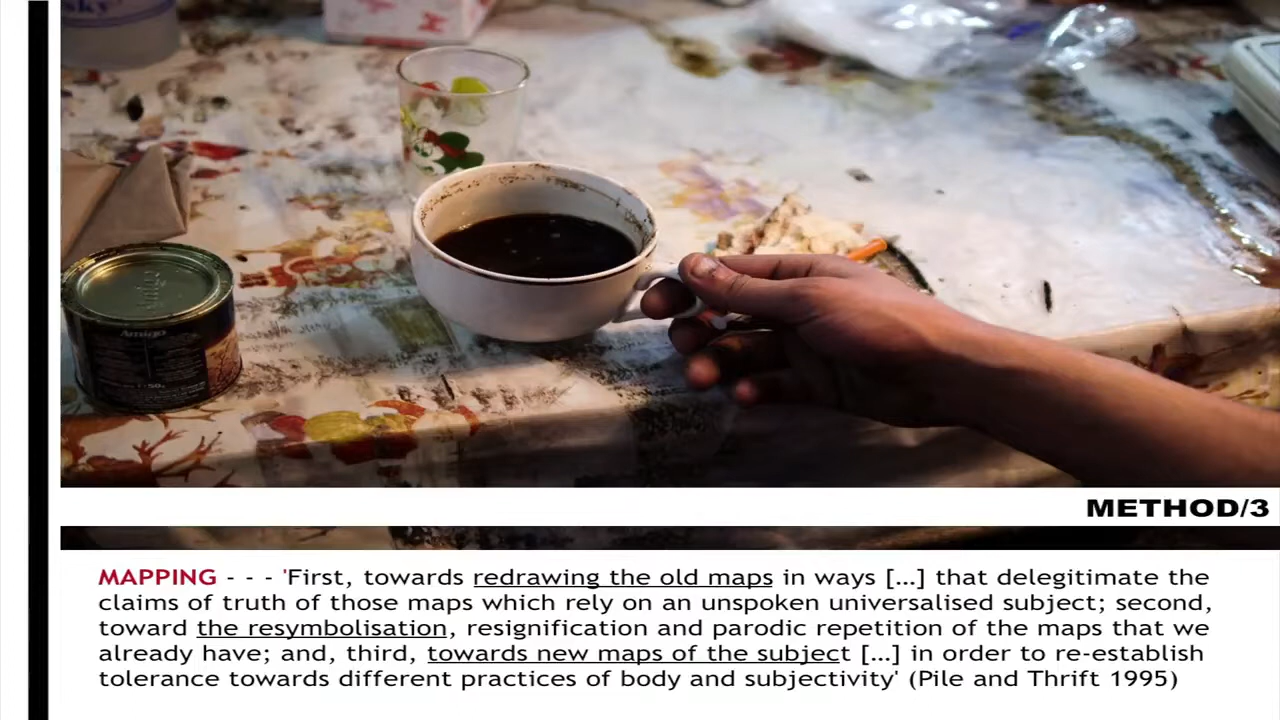 sky
Amigo
METHOD/3
MAPPING - - - 'First, towards redrawing the old maps in ways [...] that delegitimate the
claims of truth of those maps which rely on an unspoken universalised subject; second,
toward the resymbolisation, resignification and parodic repetition of the maps that we
already have; and, third, towards new maps of the subject [...] in order to re-establish
tolerance towards different practices of body and subjectivity' (Pile and Thrift 1995)